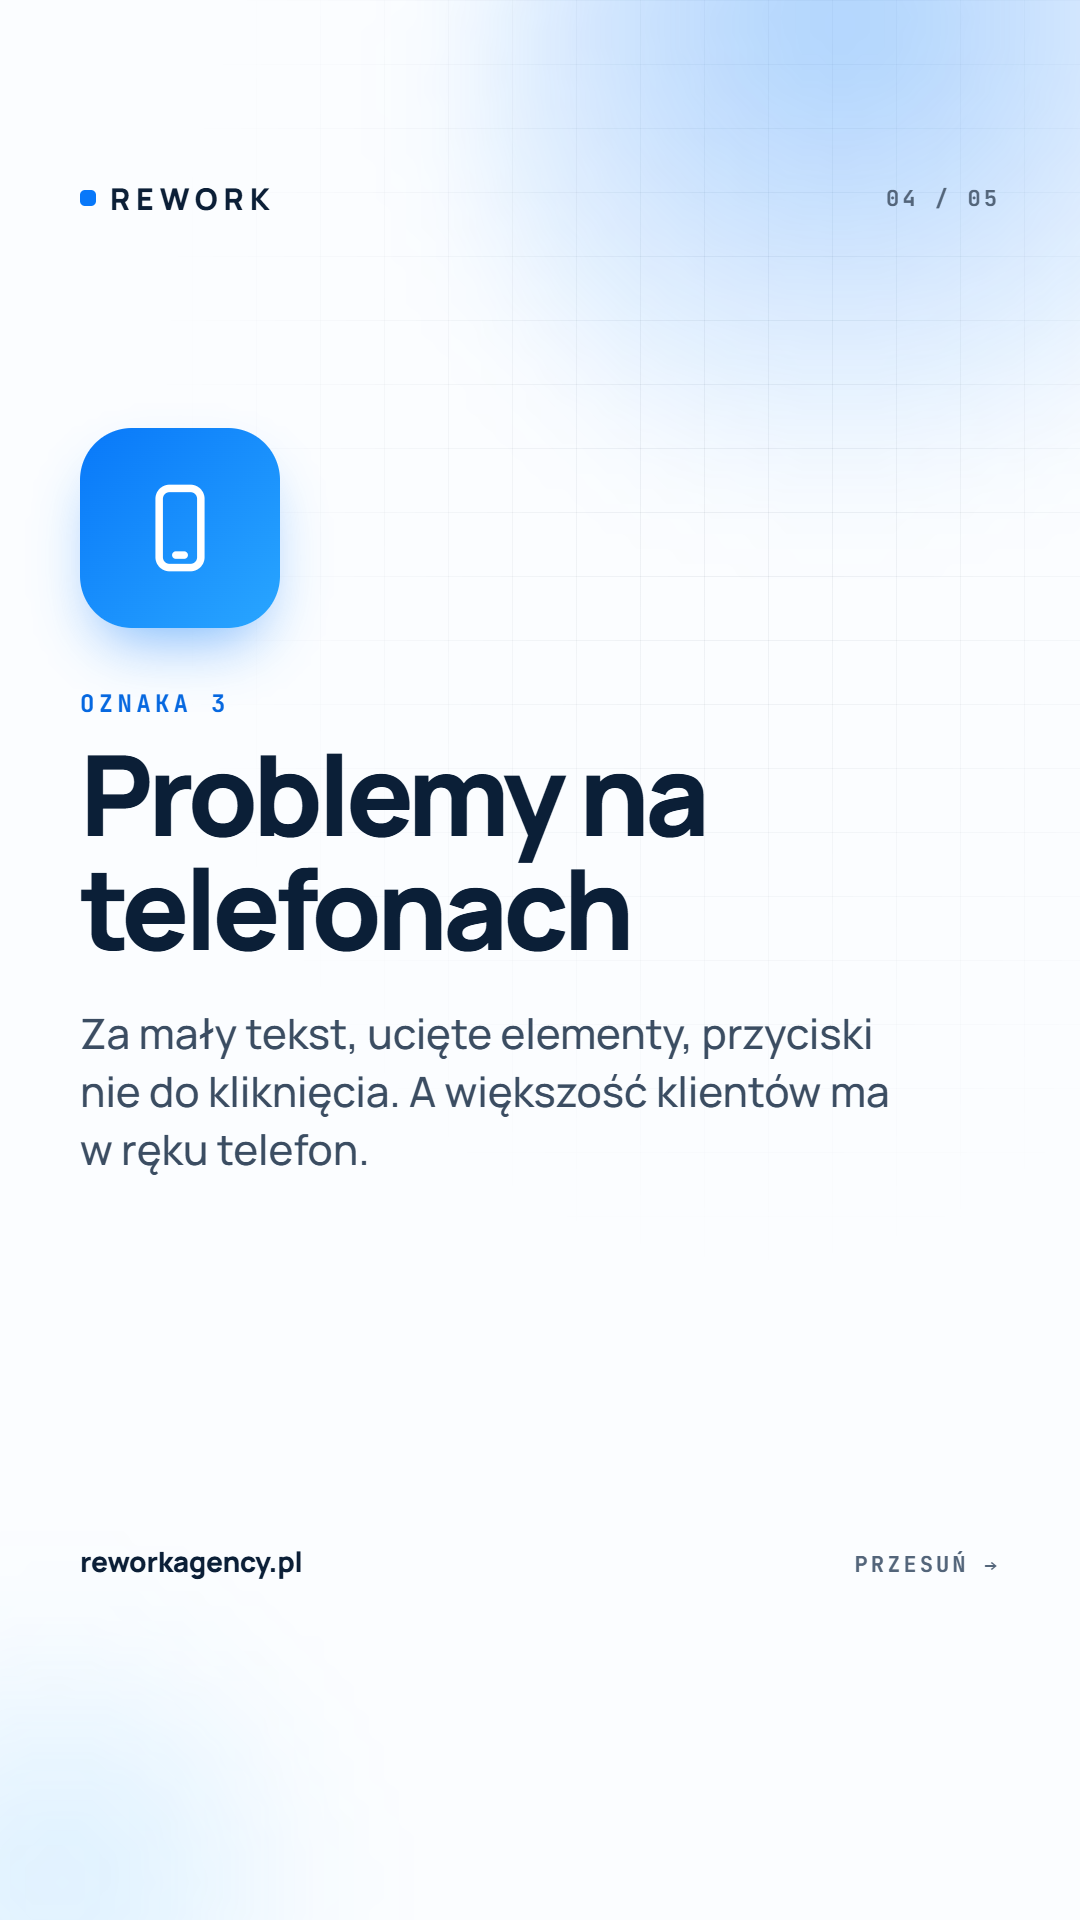 REWORK
04 / 05
OZNAKA 3
Problemy na
telefonach
Za mały tekst, ucięte elementy, przyciski
nie do kliknięcia. A większość klientów ma
w ręku telefon.
reworkagency.pl
PRZESUŃ →